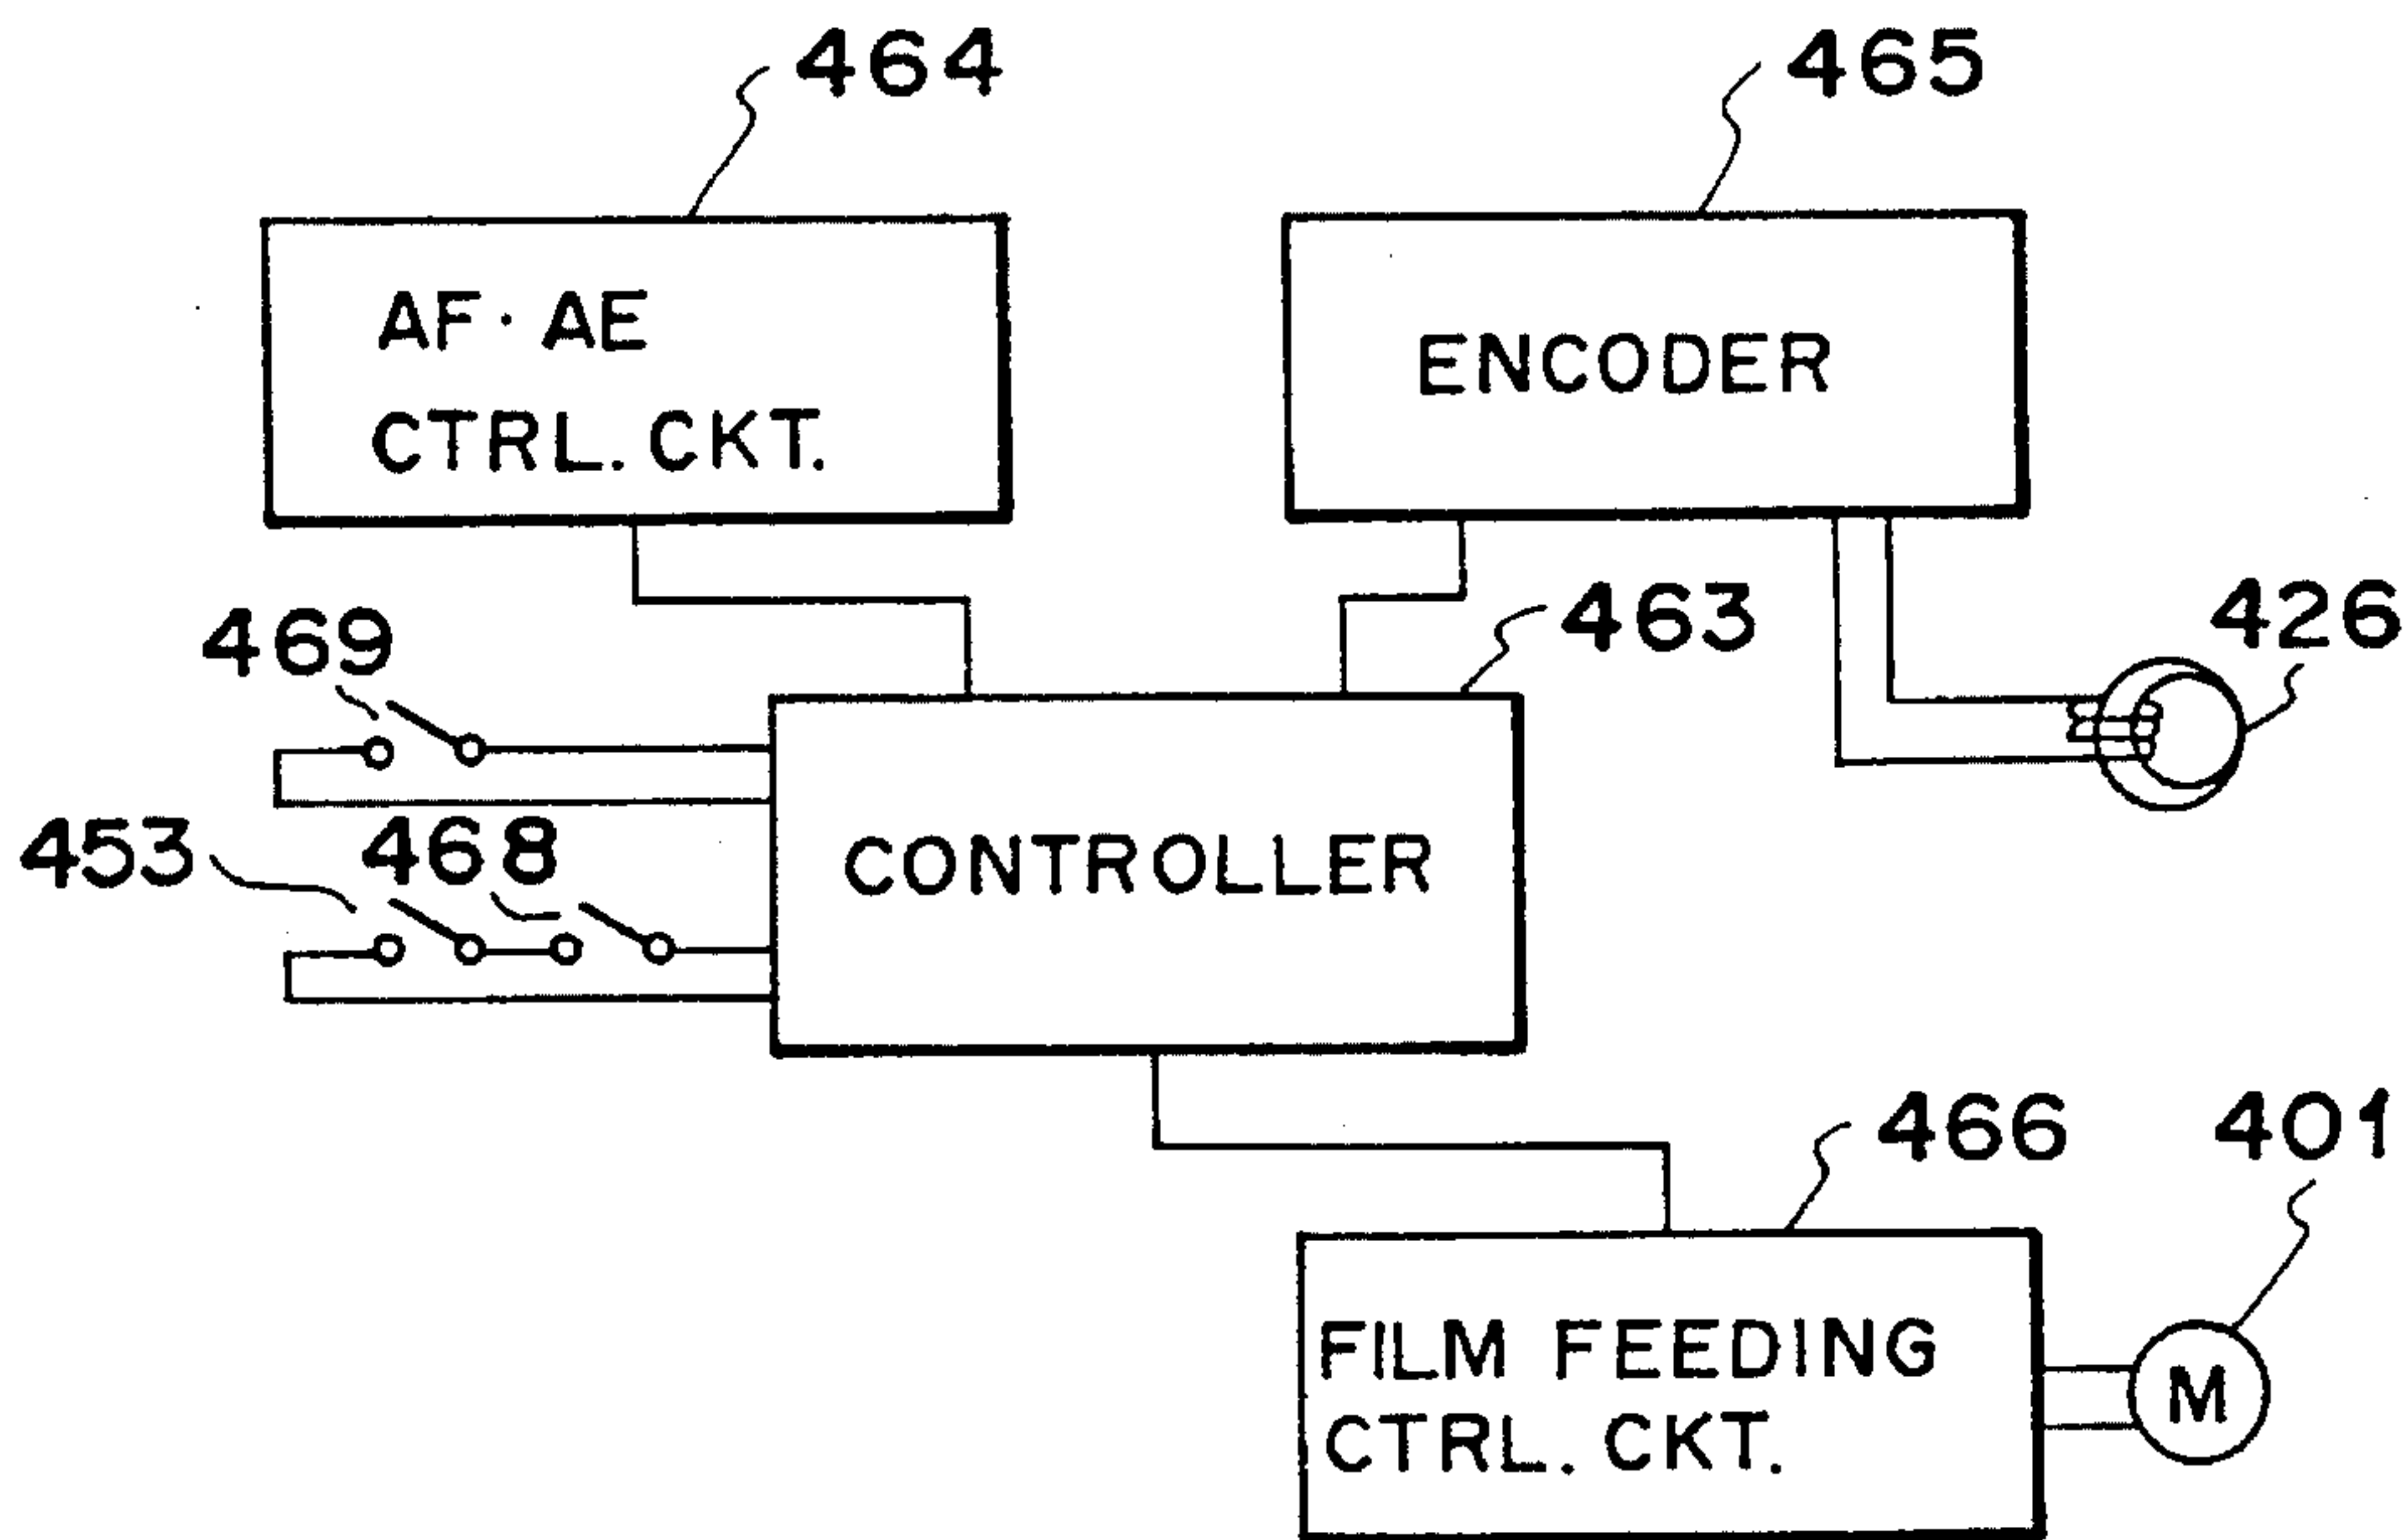 464
465
AF · AE
CTRL. CKT.
ENCODER
469
463
426
453
468
CONTROLLER
466
401
FILM FEEDING
CTRL. CKT.
M